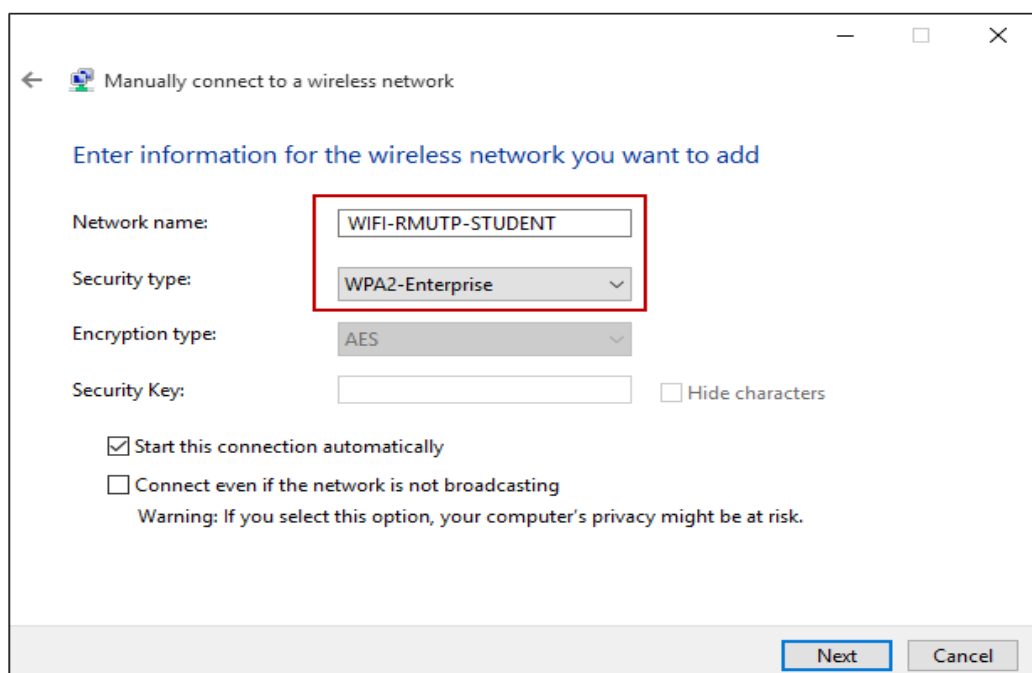 Manually connect to a wireless network
Enter information for the wireless network you want to add
Network name: WIFI-RMUTP-STUDENT
Security type: WPA2-Enterprise
Encryption type: AES
Security Key: Hide characters
Start this connection automatically
Connect even if the network is not broadcasting
Warning: If you select this option, your computer's privacy might be at risk.
Next Cancel